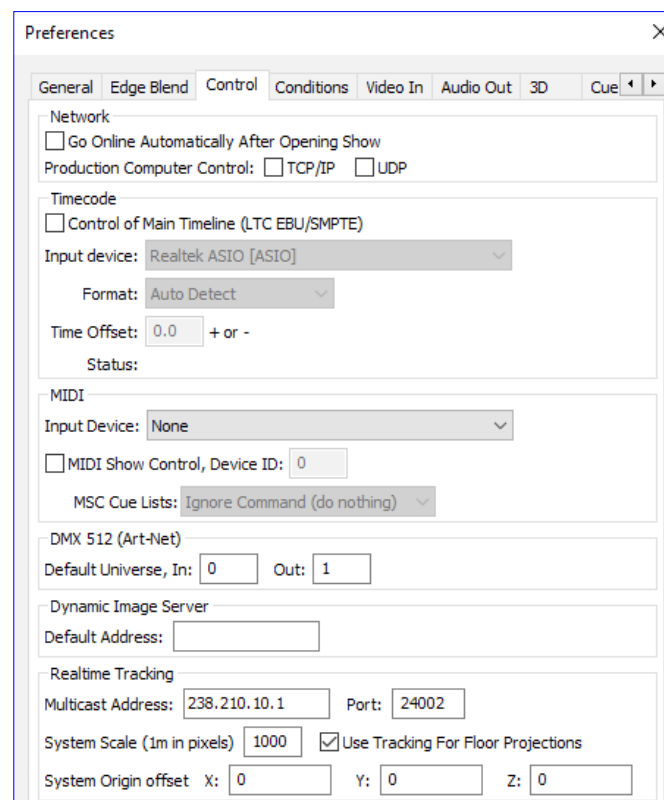 Preferences
General Edge Blend Control Conditions Video In Audio Out 3D Cue
Network
Go Online Automatically After Opening Show
Production Computer Control: TCP/IP UDP
Timecode
Control of Main Timeline (LTC EBU/SMPTE)
Input device: Realtek ASIO [ASIO]
Format: Auto Detect
Time Offset: 0.0 + or -
Status:
MIDI
Input Device: None
MIDI Show Control, Device ID: 0
MSC Cue Lists: Ignore Command (do nothing)
DMX 512 (Art-Net)
Default Universe, In: 0 Out: 1
Dynamic Image Server
Default Address:
Realtime Tracking
Multicast Address: 238.210.10.1 Port: 24002
System Scale (1m in pixels) 1000 Use Tracking For Floor Projections
System Origin offset X: 0 Y: 0 Z: 0